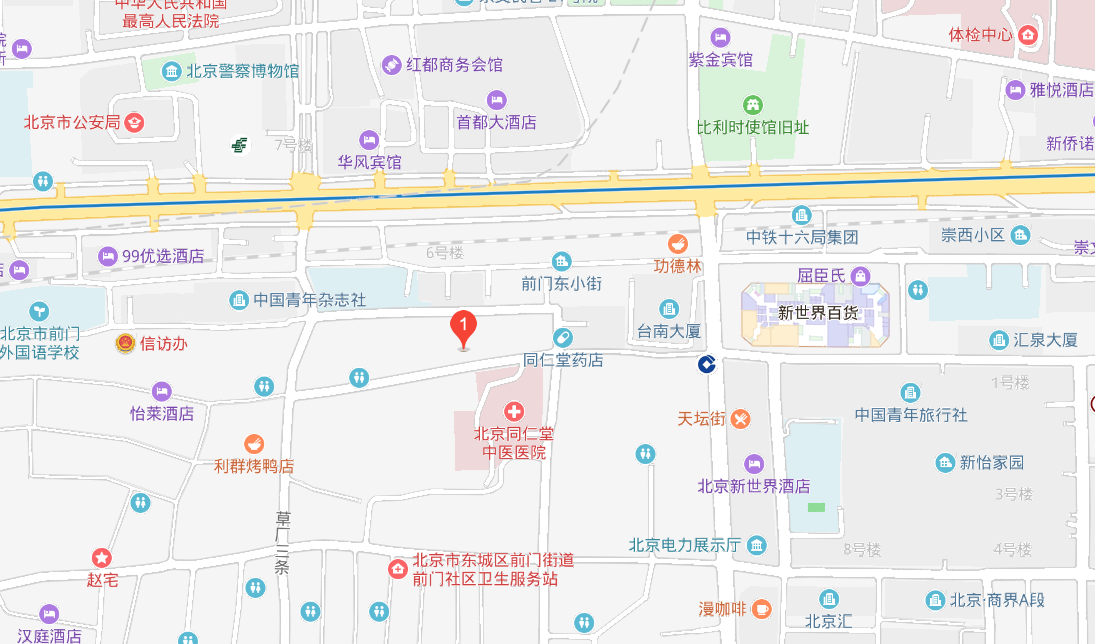 中华人民共和国
最高人民法院
体检中心
紫金宾馆
红都商务会馆
北京警察博物馆
雅悦酒店
首都大酒店
北京市公安局
比利时使馆旧址
7号楼
华风宾馆
新侨诺
中铁十六局集团
崇西小区
崇文
99优选酒店
6号楼
功德林
前门东小街
屈臣氏
中国青年杂志社
新世界百货
北京市前门
外国语学校
信访办
1
台南大厦
汇泉大厦
同仁堂药店
1号楼
怡莱酒店
中国青年旅行社
天坛街
北京同仁堂
中医医院
利群烤鸭店
新怡家园
北京新世界酒店
3号楼
草厂三条
北京电力展示厅
8号楼
4号楼
赵宅
北京市东城区前门街道
前门社区卫生服务站
漫咖啡
北京汇
北京·商界A段
汉庭酒店